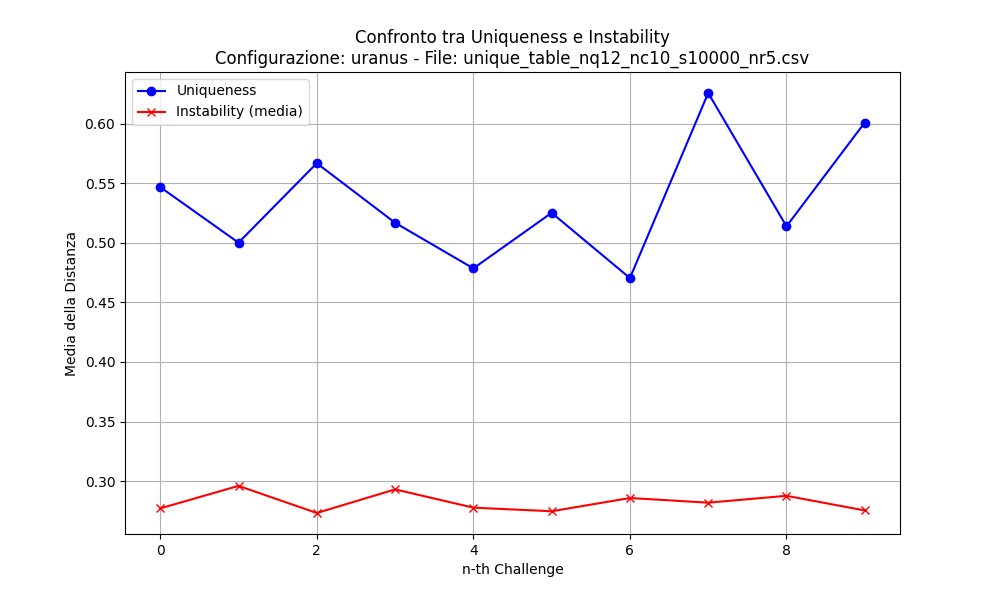 Confronto tra Uniqueness e Instability
Configurazione: uranus - File: unique_table_nq12_nc10_s10000_nr5.csv
Uniqueness
Instability (media)
Media della Distanza
0.60
0.55
0.50
0.45
0.40
0.35
0.30
0 2 4 6 8
n-th Challenge